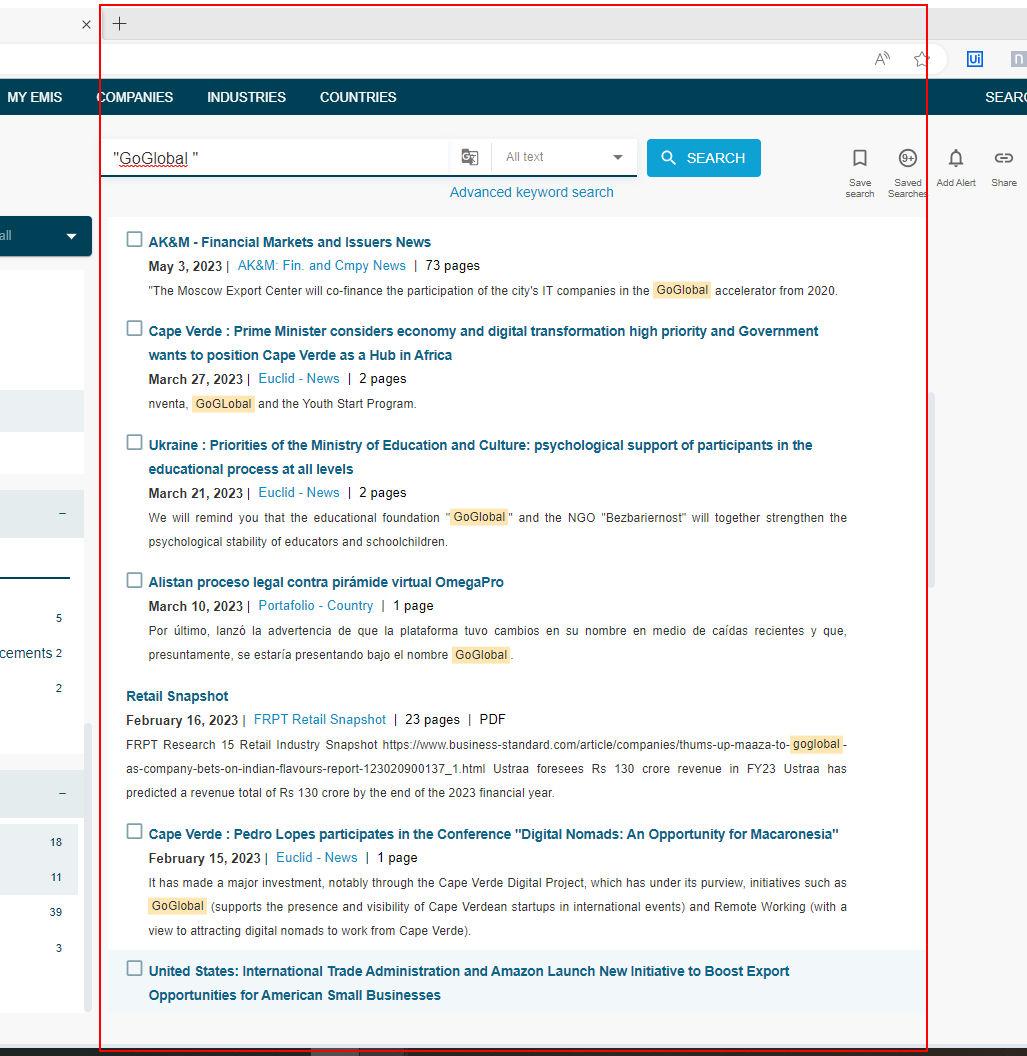 MY EMIS COMPANIES INDUSTRIES COUNTRIES
"GoGlobal "
All text
SEARCH
Advanced keyword search
Save
search
Saved
Searches
9+
Add Alert
Share
AK&M - Financial Markets and Issuers News
May 3, 2023 | AK&M: Fin. and Cmpy News | 73 pages
"The Moscow Export Center will co-finance the participation of the city's IT companies in the GoGlobal accelerator from 2020.
Cape Verde : Prime Minister considers economy and digital transformation high priority and Government
wants to position Cape Verde as a Hub in Africa
March 27, 2023 | Euclid - News | 2 pages
nventa, GoGLobal and the Youth Start Program.
Ukraine : Priorities of the Ministry of Education and Culture: psychological support of participants in the
educational process at all levels
March 21, 2023 | Euclid - News | 2 pages
We will remind you that the educational foundation "GoGlobal" and the NGO "Bezbariernost" will together strengthen the
psychological stability of educators and schoolchildren.
Alistan proceso legal contra pirámide virtual OmegaPro
March 10, 2023 | Portafolio - Country | 1 page
Por último, lanzó la advertencia de que la plataforma tuvo cambios en su nombre en medio de caídas recientes y que,
presuntamente, se estaría presentando bajo el nombre GoGlobal.
Retail Snapshot
February 16, 2023 | FRPT Retail Snapshot | 23 pages | PDF
FRPT Research 15 Retail Industry Snapshot https://www.business-standard.com/article/companies/thums-up-maaza-to-goglobal-
as-company-bets-on-indian-flavours-report-123020900137_1.html Ustraa foresees Rs 130 crore revenue in FY23 Ustraa has
predicted a revenue total of Rs 130 crore by the end of the 2023 financial year.
Cape Verde : Pedro Lopes participates in the Conference "Digital Nomads: An Opportunity for Macaronesia"
February 15, 2023 | Euclid - News | 1 page
It has made a major investment, notably through the Cape Verde Digital Project, which has under its purview, initiatives such as
GoGlobal (supports the presence and visibility of Cape Verdean startups in international events) and Remote Working (with a
view to attracting digital nomads to work from Cape Verde).
United States: International Trade Administration and Amazon Launch New Initiative to Boost Export
Opportunities for American Small Businesses
5
2
2
18
11
39
3